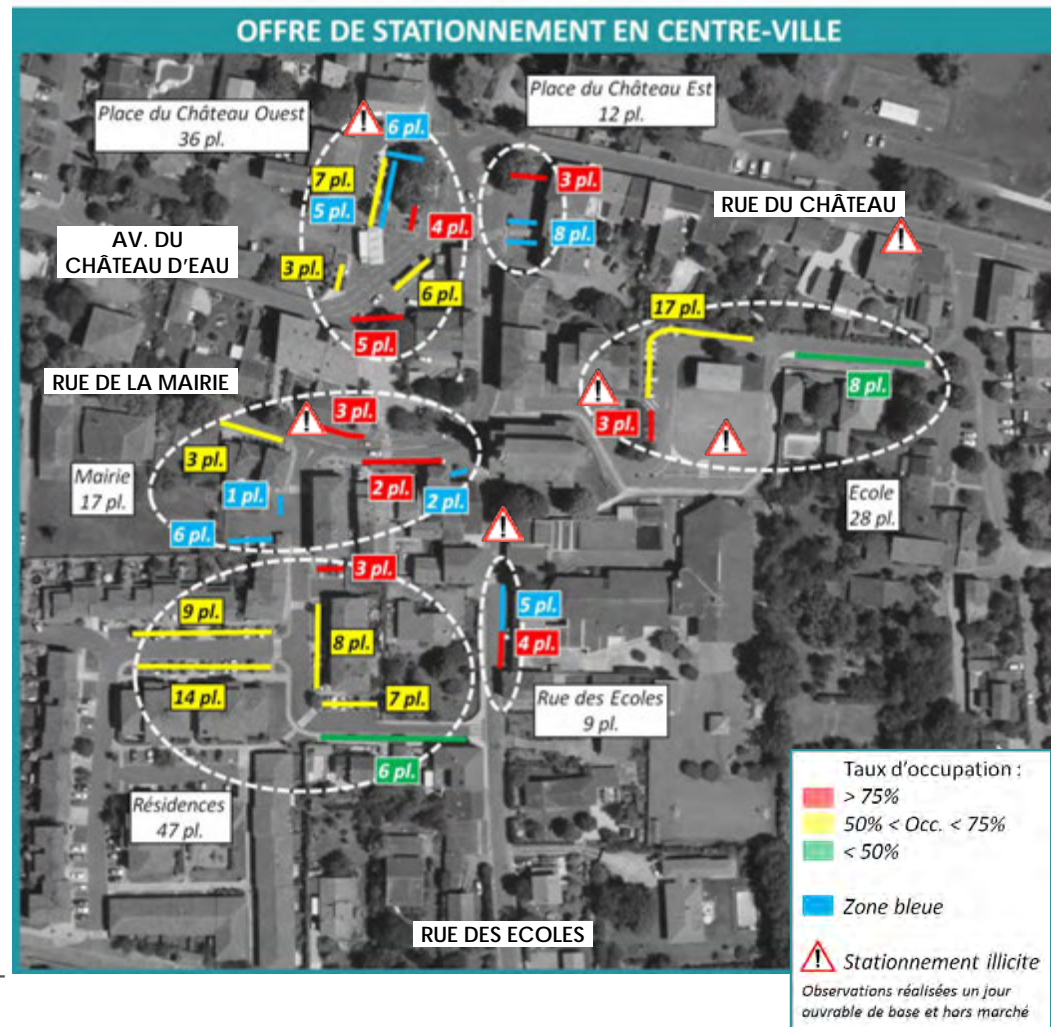 OFFRE DE STATIONNEMENT EN CENTRE-VILLE
Place du Château Ouest
36 pl.
Place du Château Est
12 pl.
6 pl.
7 pl.
5 pl.
4 pl.
3 pl.
6 pl.
5 pl.
3 pl.
8 pl.
RUE DU CHÂTEAU
AV. DU
CHÂTEAU D'EAU
17 pl.
8 pl.
3 pl.
Ecole
28 pl.
RUE DE LA MAIRIE
3 pl.
3 pl.
Mairie
17 pl.
1 pl.
2 pl.
2 pl.
6 pl.
3 pl.
9 pl.
8 pl.
14 pl.
7 pl.
6 pl.
5 pl.
4 pl.
Rue des Ecoles
9 pl.
Résidences
47 pl.
RUE DES ECOLES
Taux d'occupation :
> 75%
50% < Occ. < 75%
< 50%
Zone bleue
Stationnement illicite
Observations réalisées un jour
ouvrable de base et hors marché